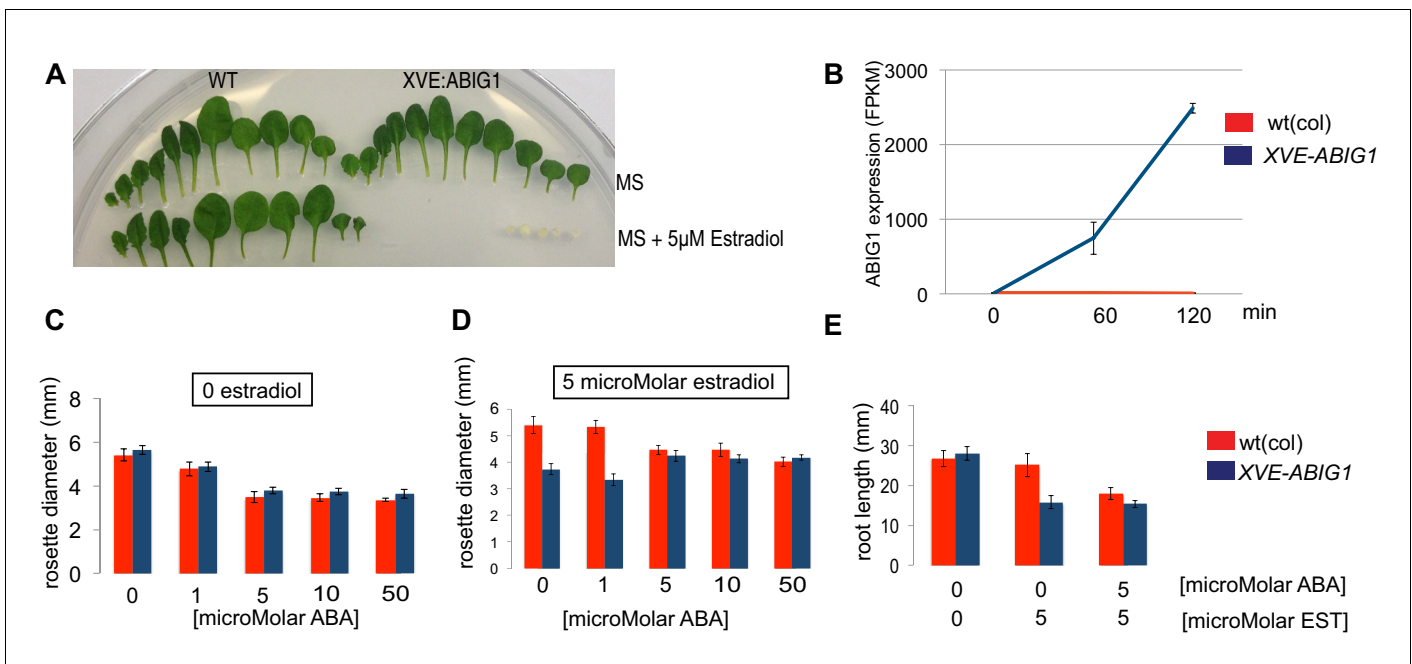 A
WT
XVE:ABIG1
MS
MS + 5µM Estradiol
B
ABIG1 expression (FPKM)
3000
2000
1000
0
0 60 120 min
wt(col)
XVE-ABIG1
C
0 estradiol
rosette diameter (mm)
8
6
4
2
0
0 1 5 10 50
[microMolar ABA]
D
5 microMolar estradiol
rosette diameter (mm)
6
5
4
3
2
1
0
0 1 5 10 50
[microMolar ABA]
E
root length (mm)
40
30
20
10
0
0 0 5 [microMolar ABA]
0 5 5 [microMolar EST]
wt(col)
XVE-ABIG1